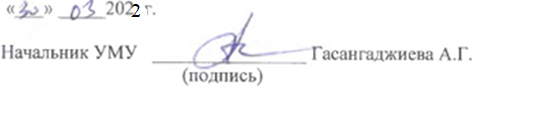 «30» 03 2022 г.
Начальник УМУ Гасангаджиева А.Г.
(подпись)